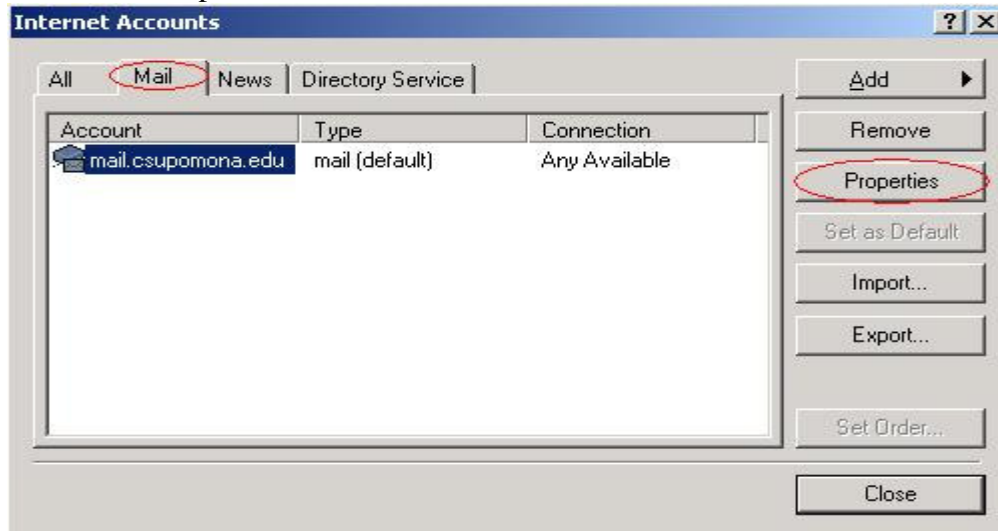 Internet Accounts
All Mail News Directory Service
Account Type Connection
mail.csupomona.edu mail (default) Any Available
Add
Remove
Properties
Set as Default
Import...
Export...
Set Order...
Close